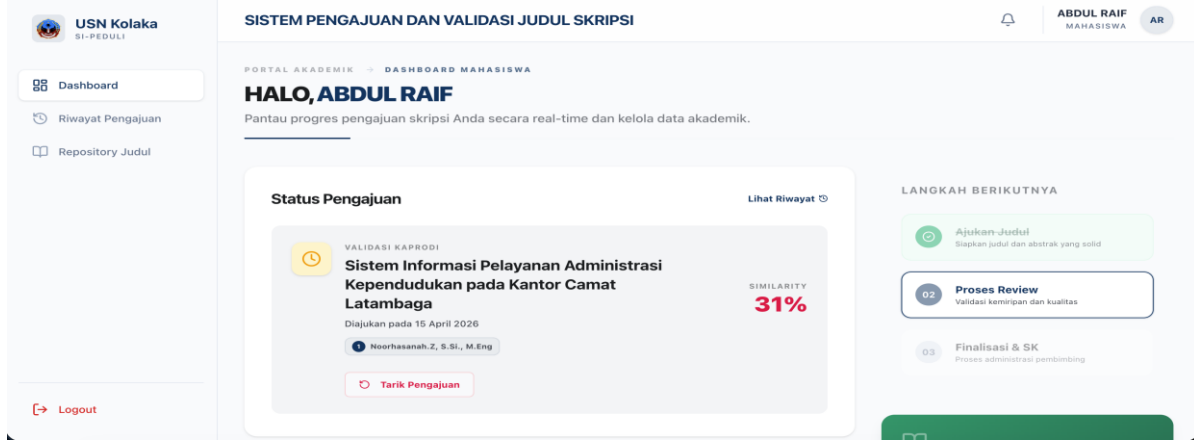 USN Kolaka
SI-PEDULI
Dashboard
Riwayat Pengajuan
Repository Judul
Logout
SISTEM PENGAJUAN DAN VALIDASI JUDUL SKRIPSI
ABDUL RAIF
MAHASISWA
AR
PORTAL AKADEMIK → DASHBOARD MAHASISWA
HALO, ABDUL RAIF
Pantau progres pengajuan skripsi Anda secara real-time dan kelola data akademik.
Status Pengajuan
Lihat Riwayat
VALIDASI KAPRODI
Sistem Informasi Pelayanan Administrasi
Kependudukan pada Kantor Camat
Latambaga
Diajukan pada 15 April 2026
1 Noorhasanah.Z, S.Si., M.Eng
Tarik Pengajuan
SIMILARITY
31%
LANGKAH BERIKUTNYA
Ajukan Judul
Siapkan judul dan abstrak yang solid
02
Proses Review
Validasi kemiripan dan kualitas
03
Finalisasi & SK
Proses administrasi pembimbing